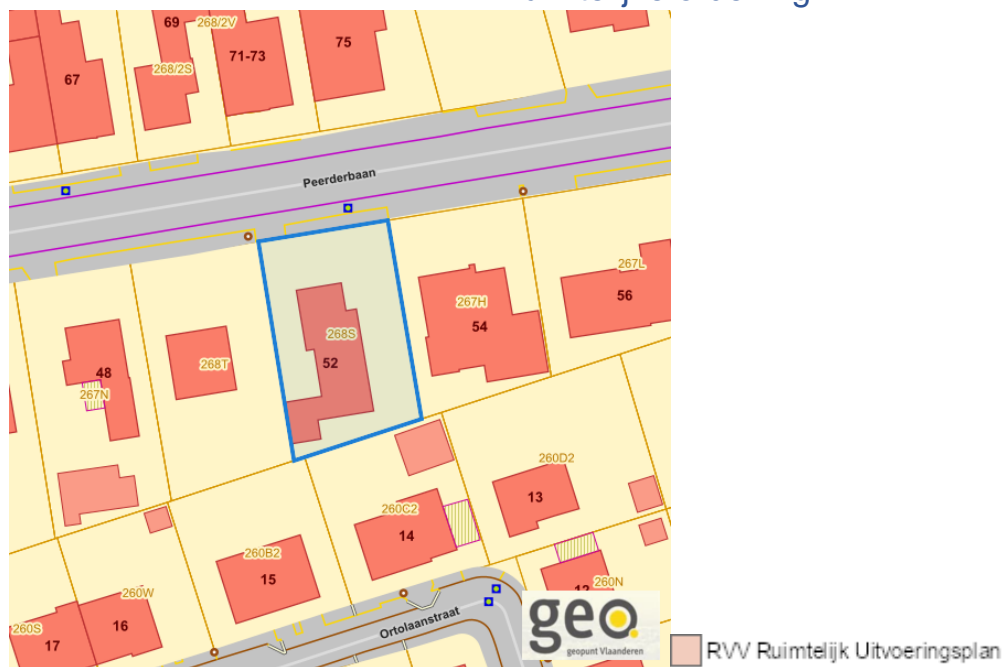 69
268/2V
71-73
75
268/2S
67
Peerderbaan
267L
56
267H
54
268S
52
268T
48
267N
260D2
13
260C2
14
260B2
15
260W
16
260S
17
260N
Ortolaanstraat
geo
geopunt Vlaanderen
RVV Ruimtelijk Uitvoeringsplan